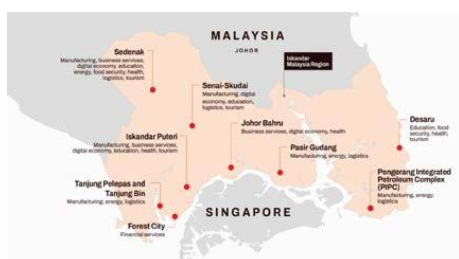 MALAYSIA
JOHOR
Sedenak
Manufacturing, business services,
digital economy, education,
energy, food security, health,
logistics, tourism
Iskandar
Malaysia Region
Senai-Skudai
Manufacturing, digital
economy, education,
logistics, tourism
Desaru
Education, food
security, health,
tourism
Iskandar Puteri
Manufacturing, business services,
digital economy, education, health, tourism
Johor Bahru
Business services, digital economy, health
Pasir Gudang
Manufacturing, energy, logistics
Pengerang Integrated
Petroleum Complex
(PIPC)
Manufacturing, energy,
logistics
Tanjung Pelepas and
Tanjung Bin
Manufacturing, energy, logistics
Forest City
Financial services
SINGAPORE